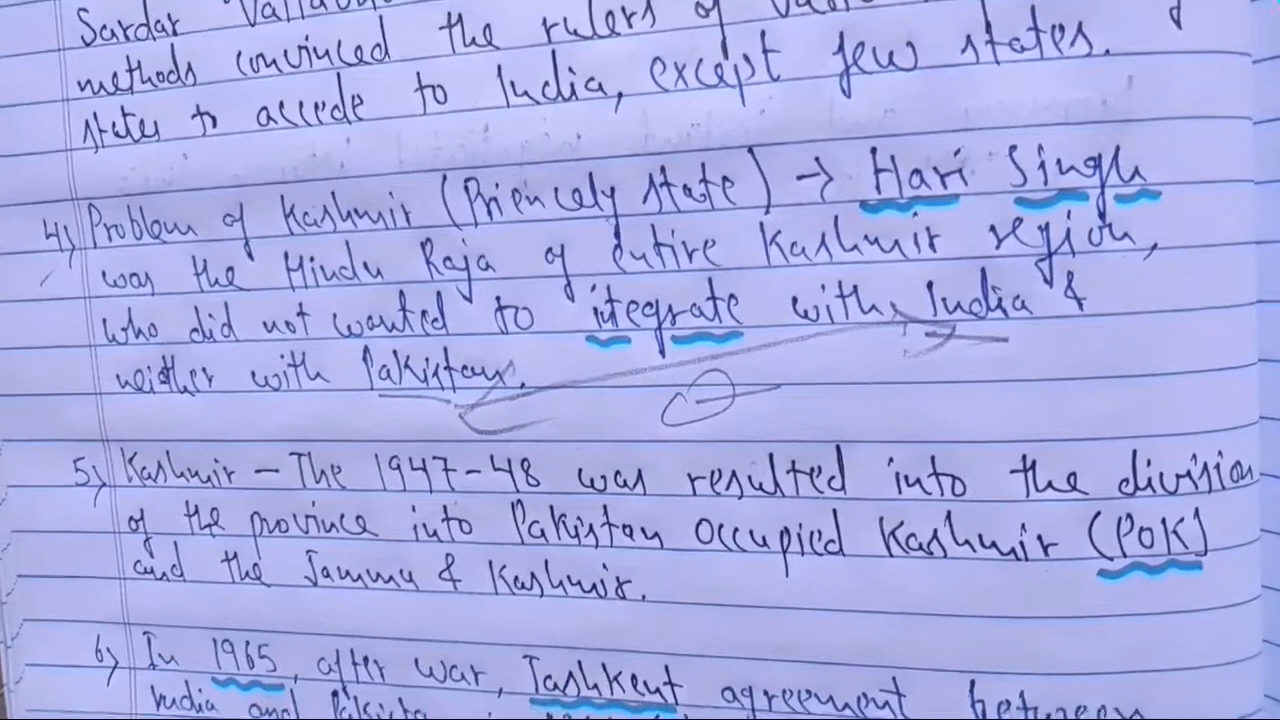 Sardar
methods convinced the rulers of
states to accede to India, except few states.
4) Problem of Kashmir (Priencely state) → Hari Singh
was the Hindu Raja of entire Kashmir region,
who did not wanted to itegrate with India &
neither with Pakistan.
5) Kashmir – The 1947-48 was resulted into the division
of the province into Pakistan Occupied Kashmir (POK)
and the Jammu & Kashmir.
6) In 1965, after war, Tashkent agreement between
India and